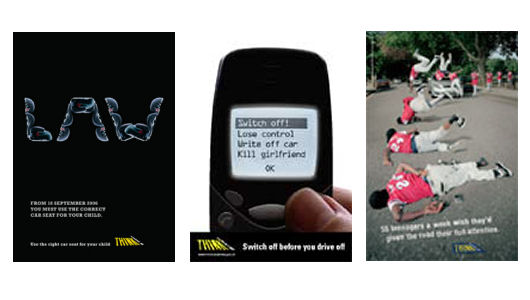 LAW
FROM 18 SEPTEMBER 2006
YOU MUST USE THE CORRECT
CAR SEAT FOR YOUR CHILD.
Use the right car seat for your child
THINK!
Switch off!
Lose control
Write off car
Kill girlfriend
OK
THINK!
Switch off before you drive off
55 teenagers a week wish they'd
given the road their full attention.
THINK!